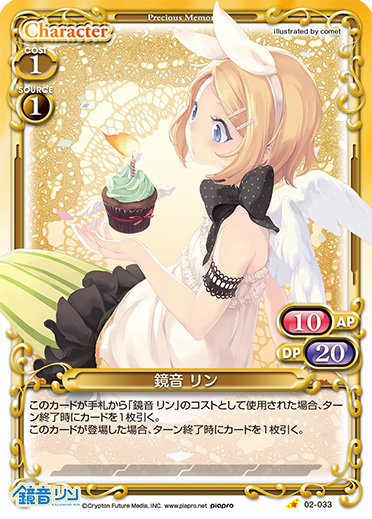 Precious Memor
Character
illustrated by comet
COST
1
SOURCE
1
10 AP
DP 20
鏡音 リン
このカードが手札から「鏡音 リン」のコストとして使用された場合、ター
ン終了時にカードを1枚引く。
このカードが登場した場合、ターン終了時にカードを1枚引く。
鏡音 リン
KAGAMINE RIN
©Crypton Future Media, INC. www.piapro.net piapro
02-033